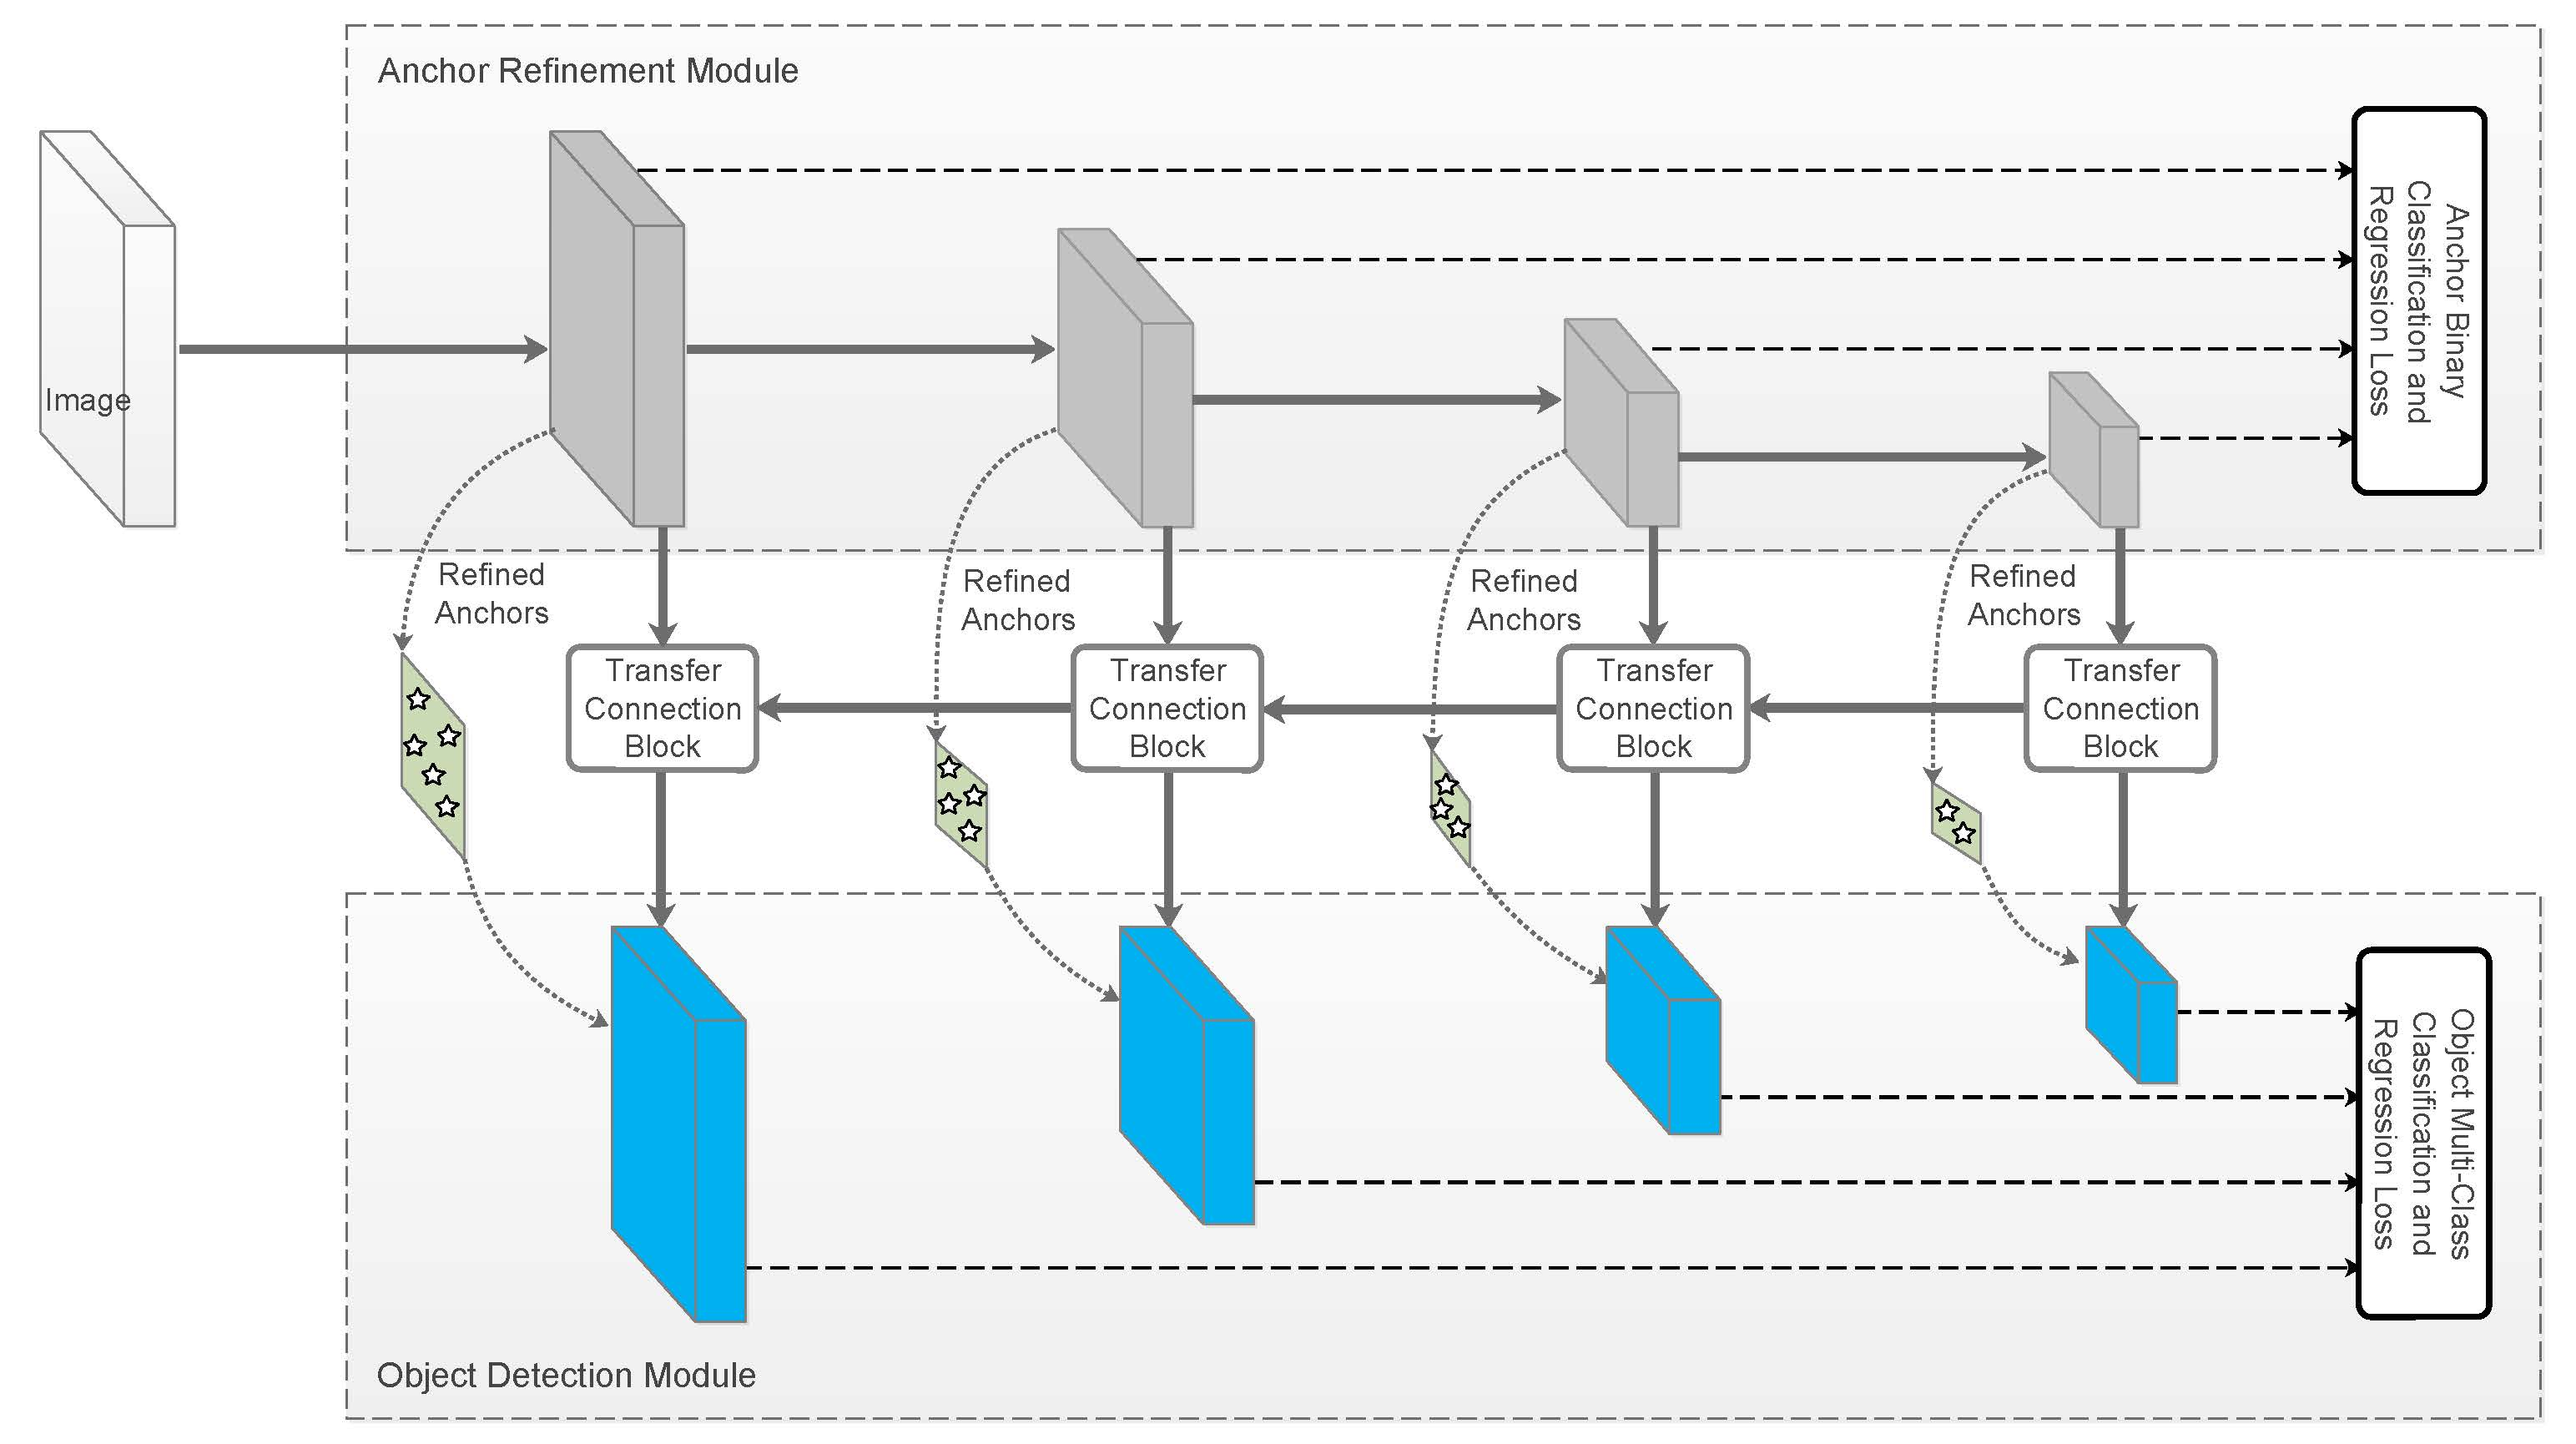 Anchor Refinement Module
Image
Anchor Binary
Classification and
Regression Loss
Refined
Anchors
Refined
Anchors
Refined
Anchors
Refined
Anchors
Transfer
Connection
Block
Transfer
Connection
Block
Transfer
Connection
Block
Transfer
Connection
Block
Object Multi-Class
Classification and
Regression Loss
Object Detection Module